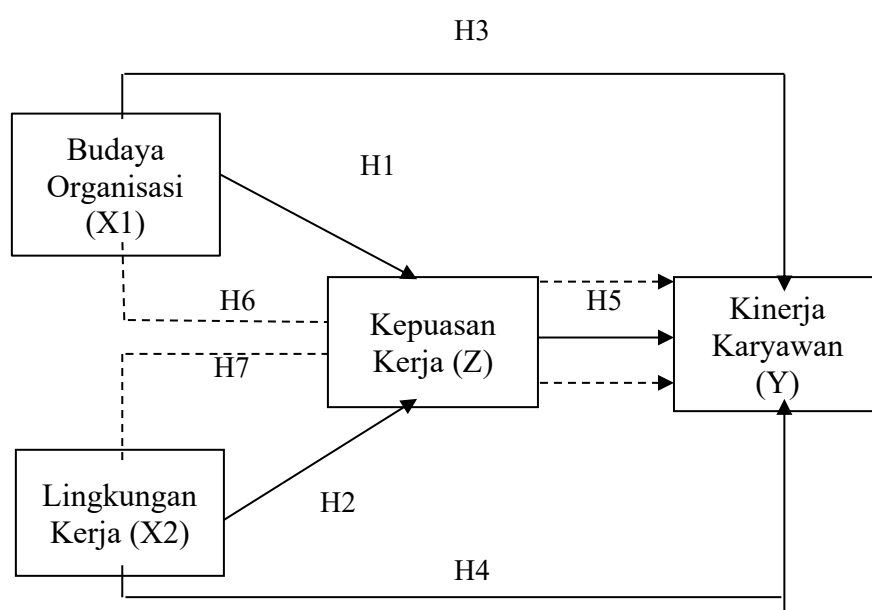 H3
Budaya
Organisasi
(X1)
H1
H6
H5
Kepuasan
Kerja (Z)
Kinerja
Karyawan
(Y)
H7
Lingkungan
Kerja (X2)
H2
H4